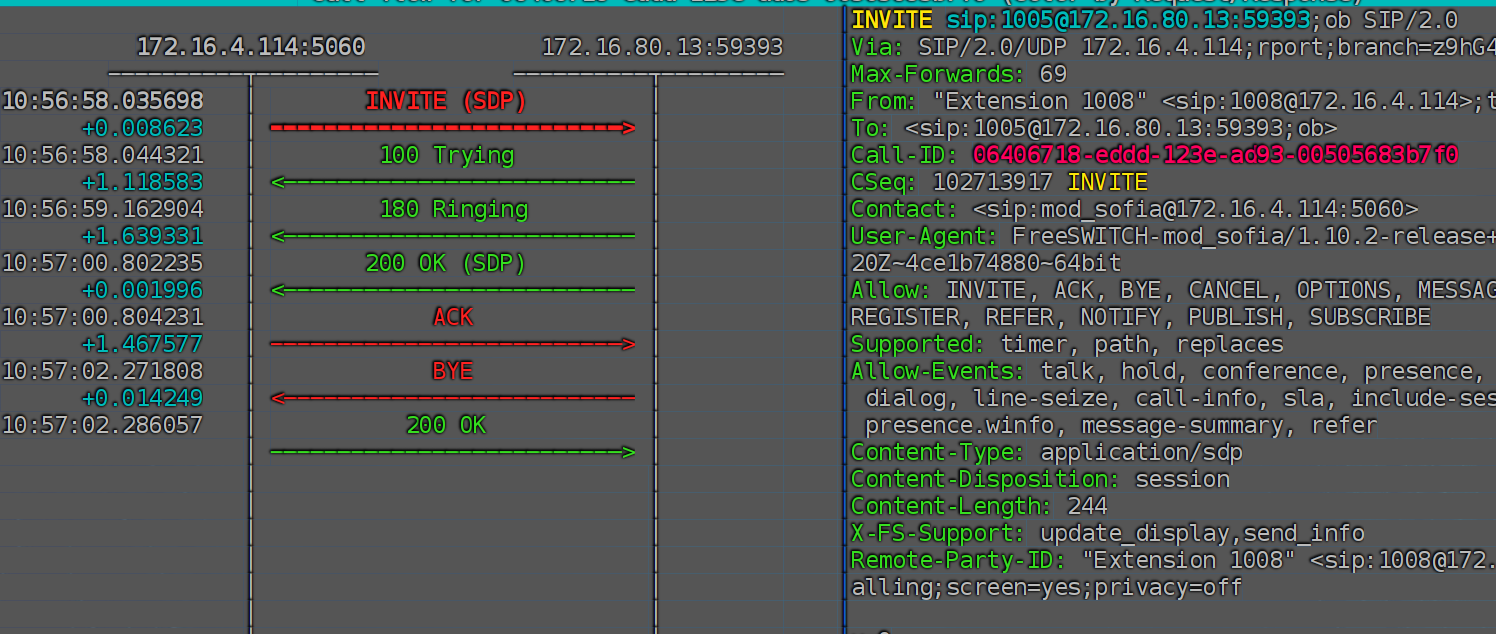 172.16.4.114:5060 172.16.80.13:59393
10:56:58.035698 INVITE (SDP)
+0.008623
10:56:58.044321 100 Trying
+1.118583
10:56:59.162904 180 Ringing
+1.639331
10:57:00.802235 200 OK (SDP)
+0.001996
10:57:00.804231 ACK
+1.467577
10:57:02.271808 BYE
+0.014249
10:57:02.286057 200 OK
INVITE sip:1005@172.16.80.13:59393;ob SIP/2.0
Via: SIP/2.0/UDP 172.16.4.114;rport;branch=z9hG4
Max-Forwards: 69
From: "Extension 1008" <sip:1008@172.16.4.114>;t
To: <sip:1005@172.16.80.13:59393;ob>
Call-ID: 06406718-eddd-123e-ad93-00505683b7f0
CSeq: 102713917 INVITE
Contact: <sip:mod_sofia@172.16.4.114:5060>
User-Agent: FreeSWITCH-mod_sofia/1.10.2-release+
20Z~4ce1b74880~64bit
Allow: INVITE, ACK, BYE, CANCEL, OPTIONS, MESSAG
REGISTER, REFER, NOTIFY, PUBLISH, SUBSCRIBE
Supported: timer, path, replaces
Allow-Events: talk, hold, conference, presence,
dialog, line-seize, call-info, sla, include-ses
presence.winfo, message-summary, refer
Content-Type: application/sdp
Content-Disposition: session
Content-Length: 244
X-FS-Support: update_display,send_info
Remote-Party-ID: "Extension 1008" <sip:1008@172.
alling;screen=yes;privacy=off